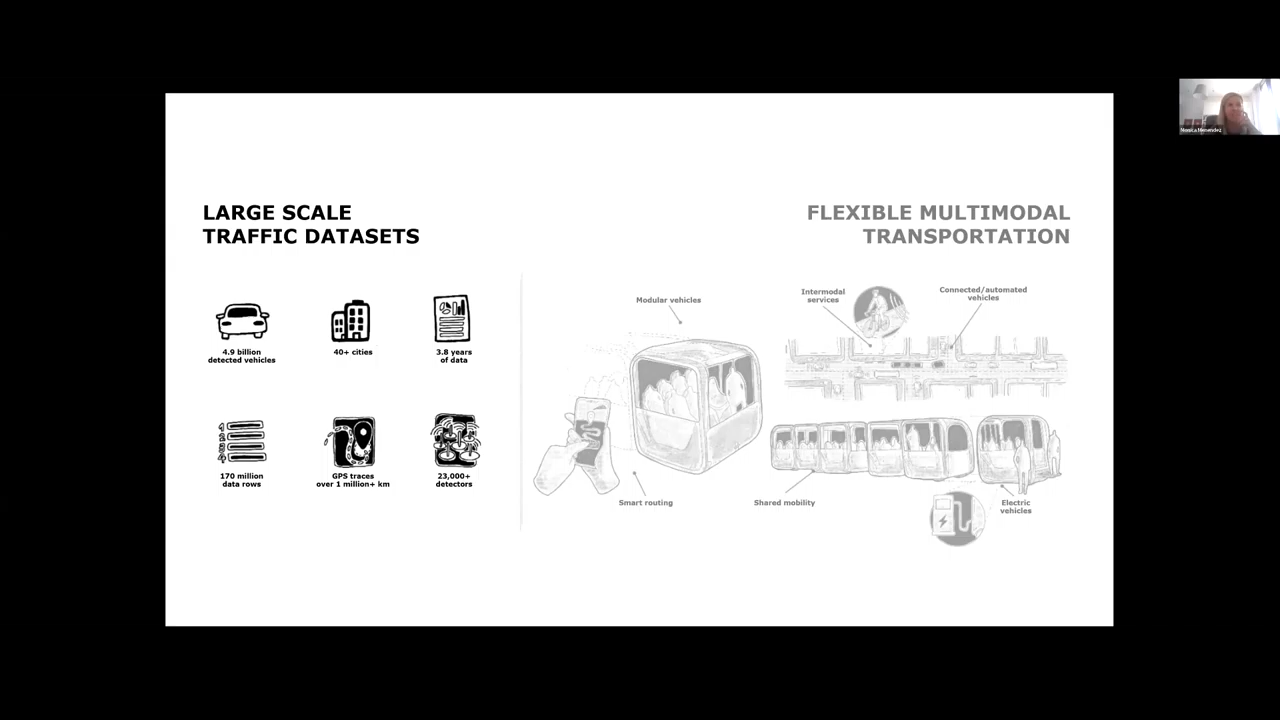 LARGE SCALE
TRAFFIC DATASETS
4.9 billion
detected vehicles
40+ cities
3.8 years
of data
170 million
data rows
GPS traces
over 1 million+ km
23,000+
detectors
FLEXIBLE MULTIMODAL
TRANSPORTATION
Modular vehicles
Intermodal
services
Connected/automated
vehicles
Smart routing
Shared mobility
Electric
vehicles
Monica Menendez